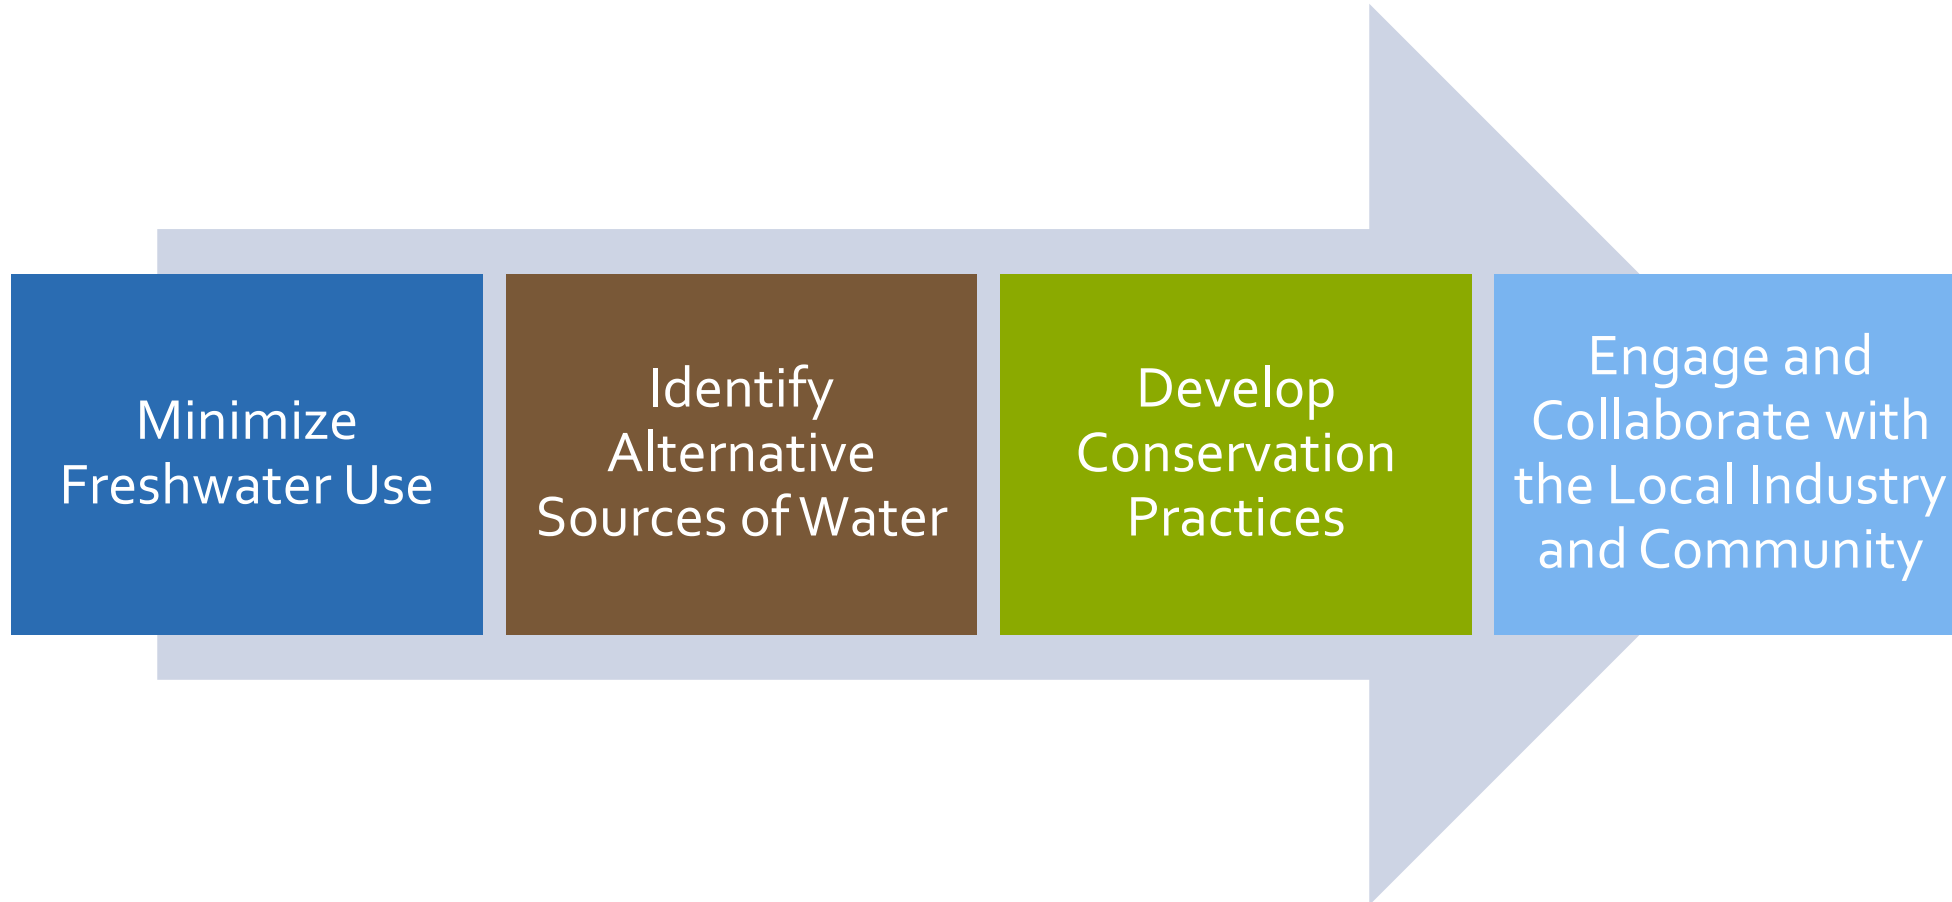 Minimize
Freshwater Use
Identify
Alternative
Sources of Water
Develop
Conservation
Practices
Engage and
Collaborate with
the Local Industry
and Community